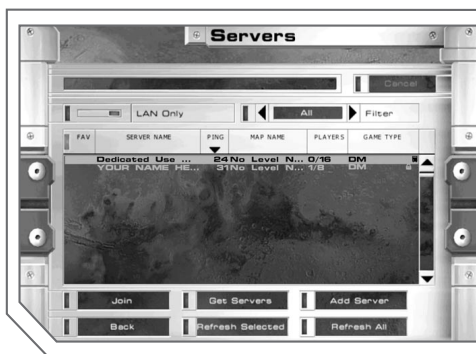 Servers
Cancel
LAN Only All Filter
FAV SERVER NAME PING MAP NAME PLAYERS GAME TYPE
Dedicated Use ... 24 No Level N... 0/16 DM
YOUR NAME HE... 31 No Level N... 1/8 DM
Join Get Servers Add Server
Back Refresh Selected Refresh All